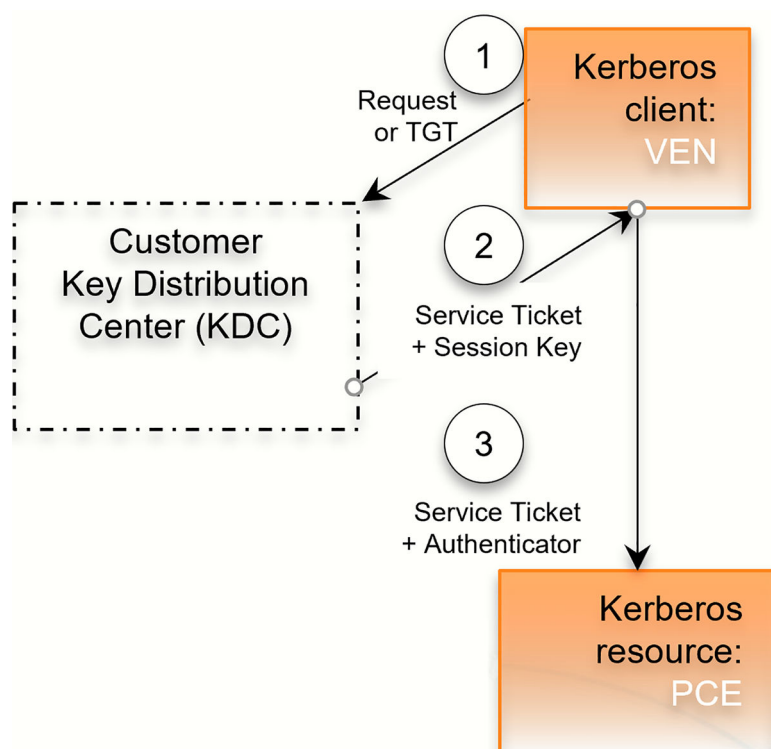 1
Kerberos
client:
VEN
Request
or TGT
Customer
Key Distribution
Center (KDC)
2
Service Ticket
+ Session Key
3
Service Ticket
+ Authenticator
Kerberos
resource:
PCE